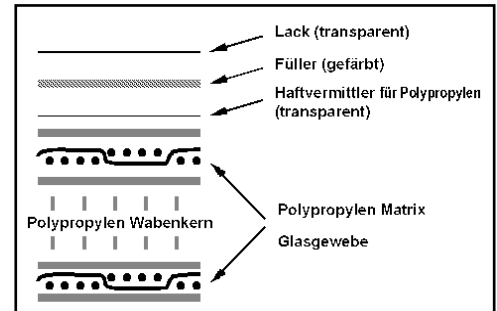 Lack (transparent)
Füller (gefärbt)
Haftvermittler für Polypropylen
(transparent)
Polypropylen Wabenkern
Polypropylen Matrix
Glasgewebe